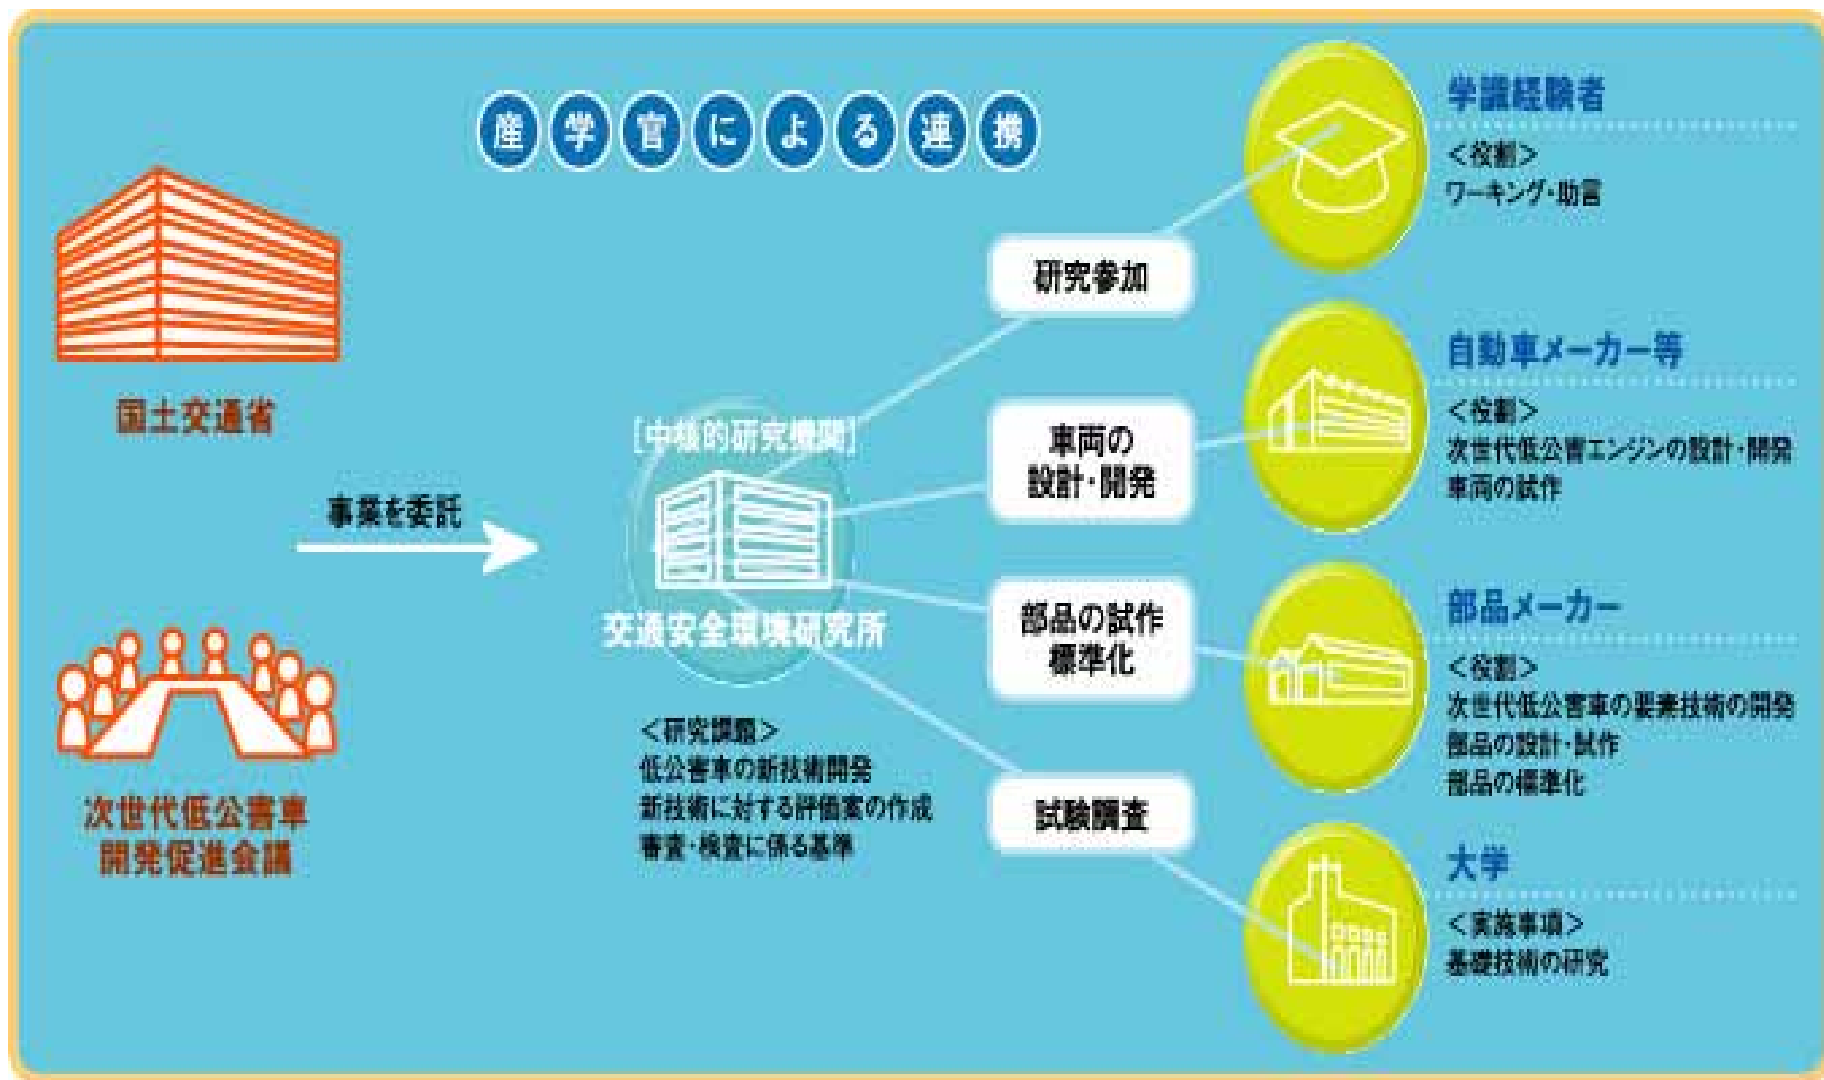 産学官による連携
国土交通省
事業を委託
次世代低公害車
開発促進会議
[中核的研究機関]
交通安全環境研究所
<研究課題>
低公害車の新技術開発
新技術に対する評価案の作成
審査・検査に係る基準
研究参加
車両の
設計・開発
部品の試作
標準化
試験調査
学識経験者
<役割>
ワーキング・助言
自動車メーカー等
<役割>
次世代低公害エンジンの設計・開発
車両の試作
部品メーカー
<役割>
次世代低公害車の要素技術の開発
部品の設計・試作
部品の標準化
大学
<実施事項>
基礎技術の研究